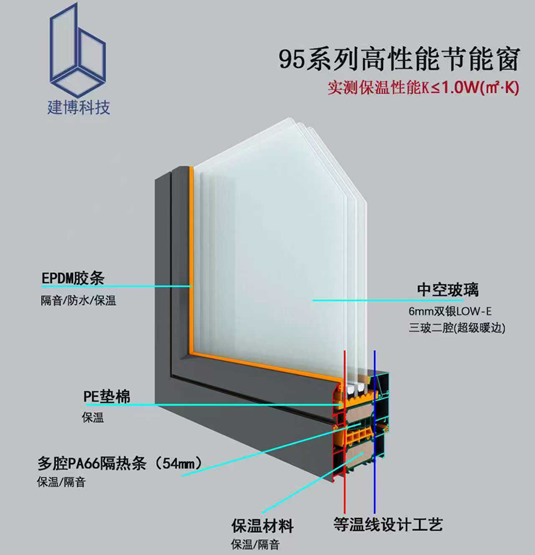 建博科技
95系列高性能节能窗
实测保温性能K≤1.0W(㎡·K)
EPDM胶条
隔音/防水/保温
中空玻璃
6mm双银LOW-E
三玻二腔(超级暖边)
PE垫棉
保温
多腔PA66隔热条（54mm）
保温/隔音
保温材料
保温/隔音
等温线设计工艺